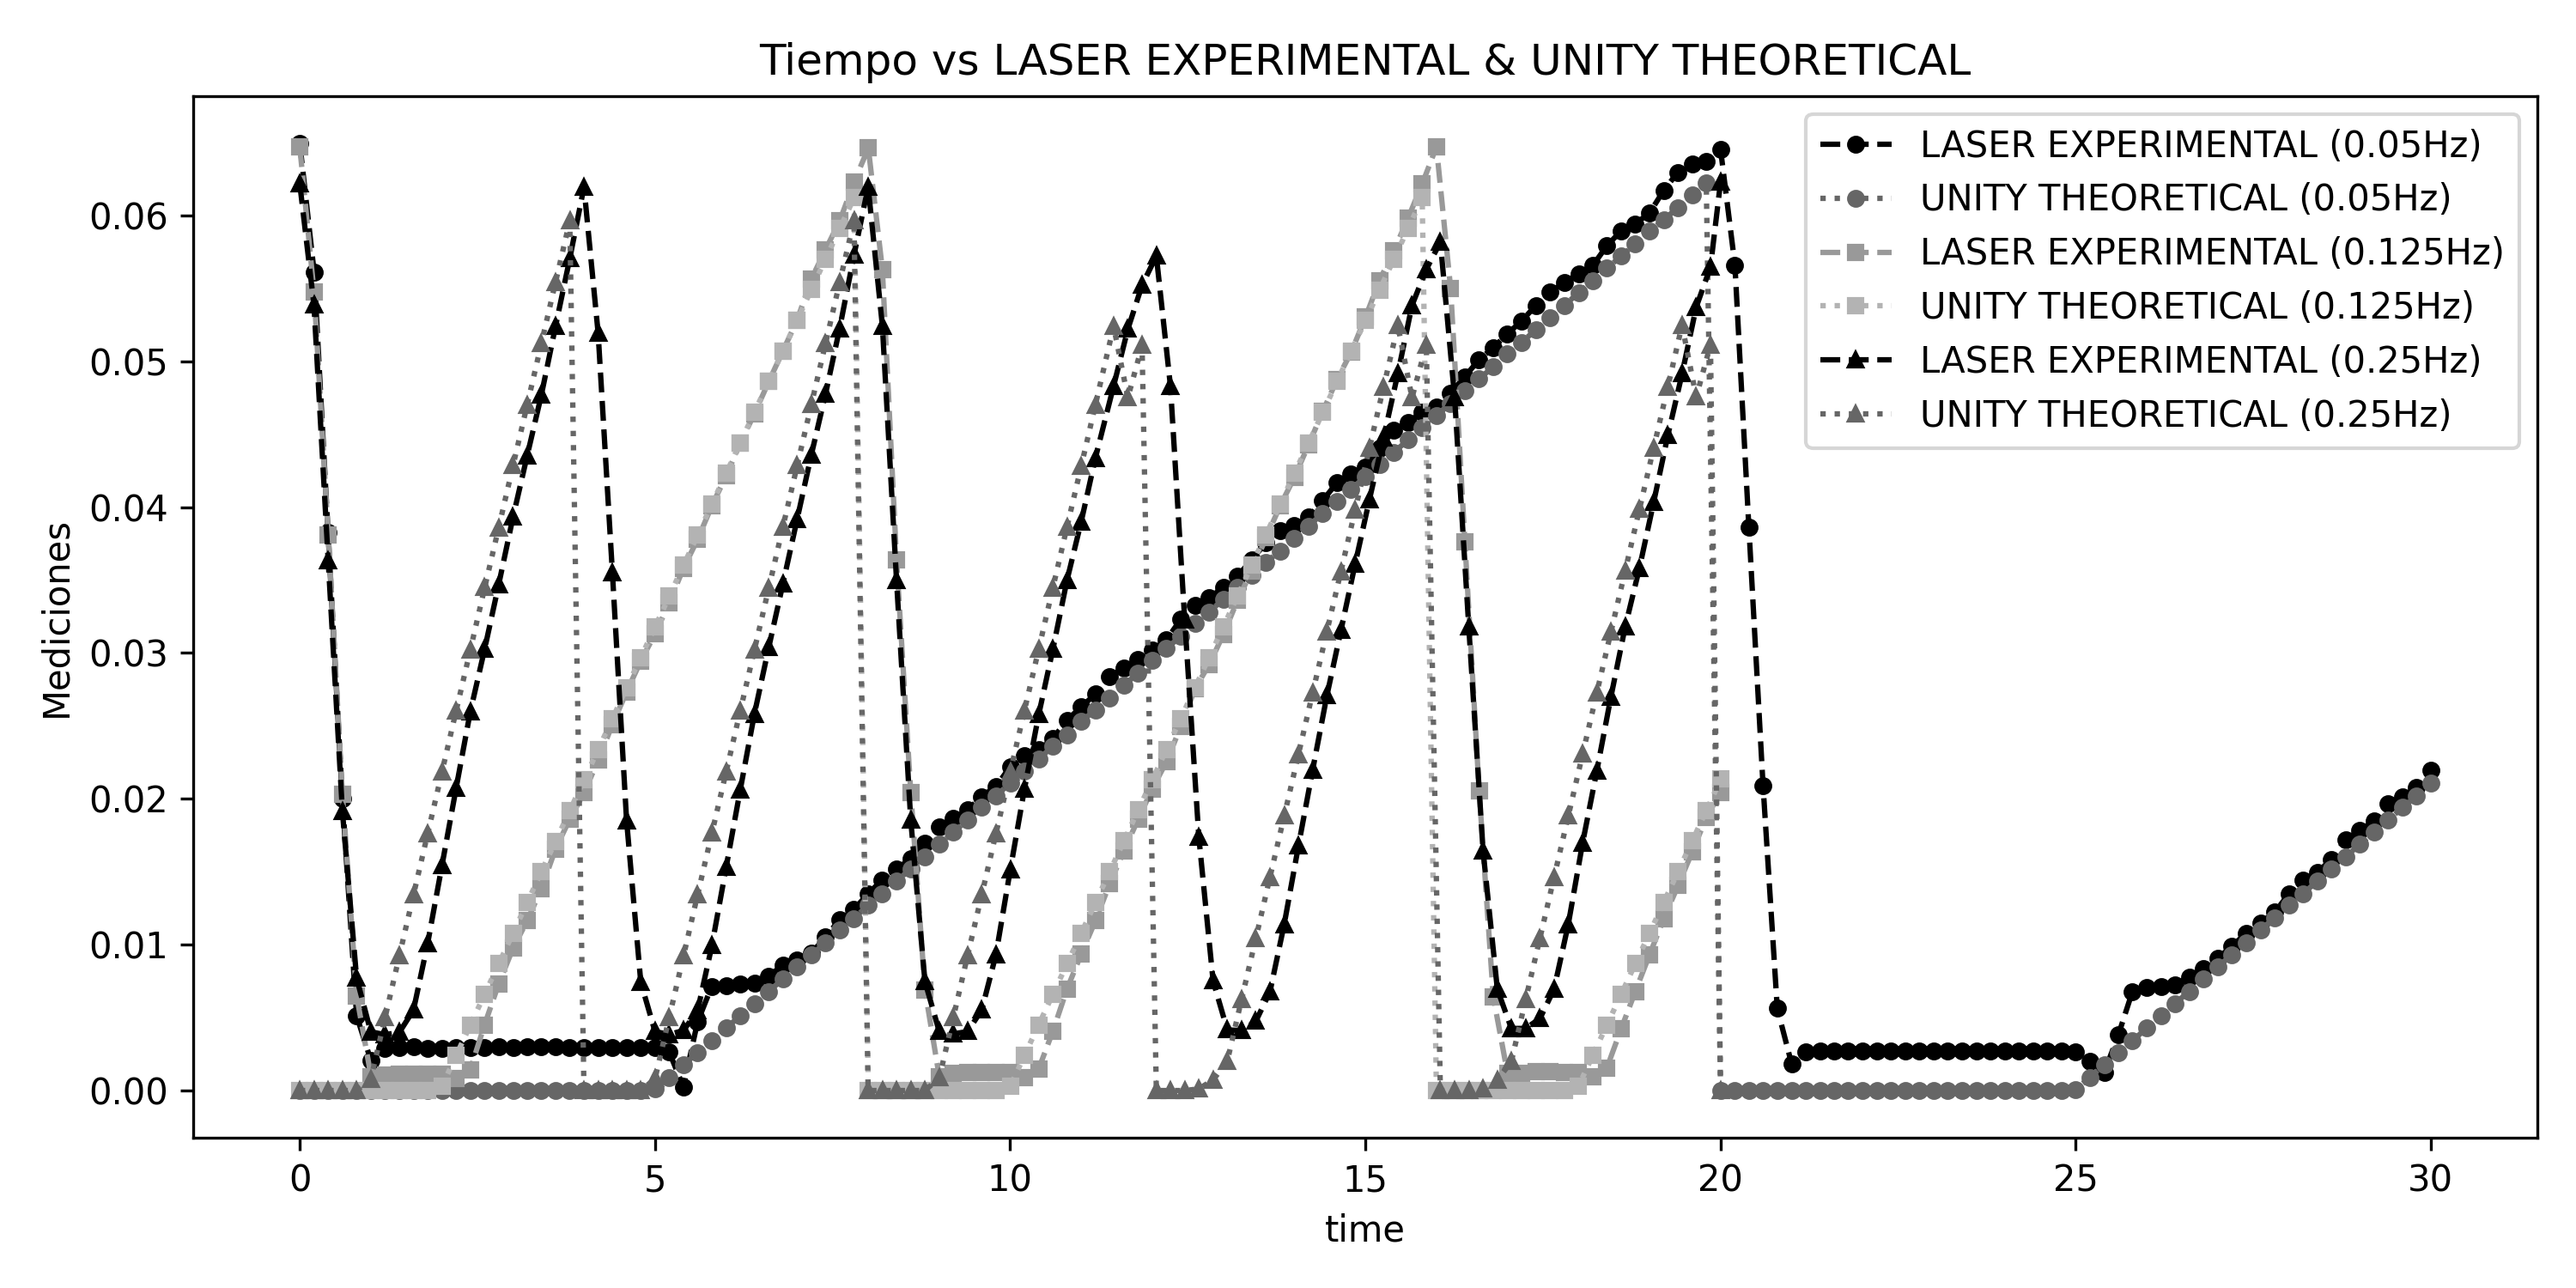 Tiempo vs LASER EXPERIMENTAL & UNITY THEORETICAL
LASER EXPERIMENTAL (0.05Hz)
UNITY THEORETICAL (0.05Hz)
LASER EXPERIMENTAL (0.125Hz)
UNITY THEORETICAL (0.125Hz)
LASER EXPERIMENTAL (0.25Hz)
UNITY THEORETICAL (0.25Hz)
Mediciones
0.06
0.05
0.04
0.03
0.02
0.01
0.00
0 5 10 15 20 25 30
time